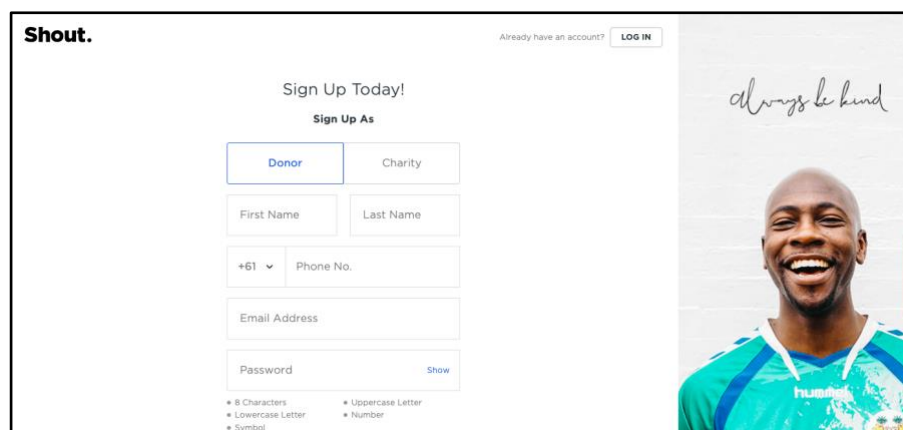 Shout.
Already have an account? LOG IN
always be kind
Sign Up Today!
Sign Up As
Donor Charity
First Name Last Name
+61 Phone No.
Email Address
Password Show
8 Characters Uppercase Letter
Lowercase Letter Number
Symbol
hummel